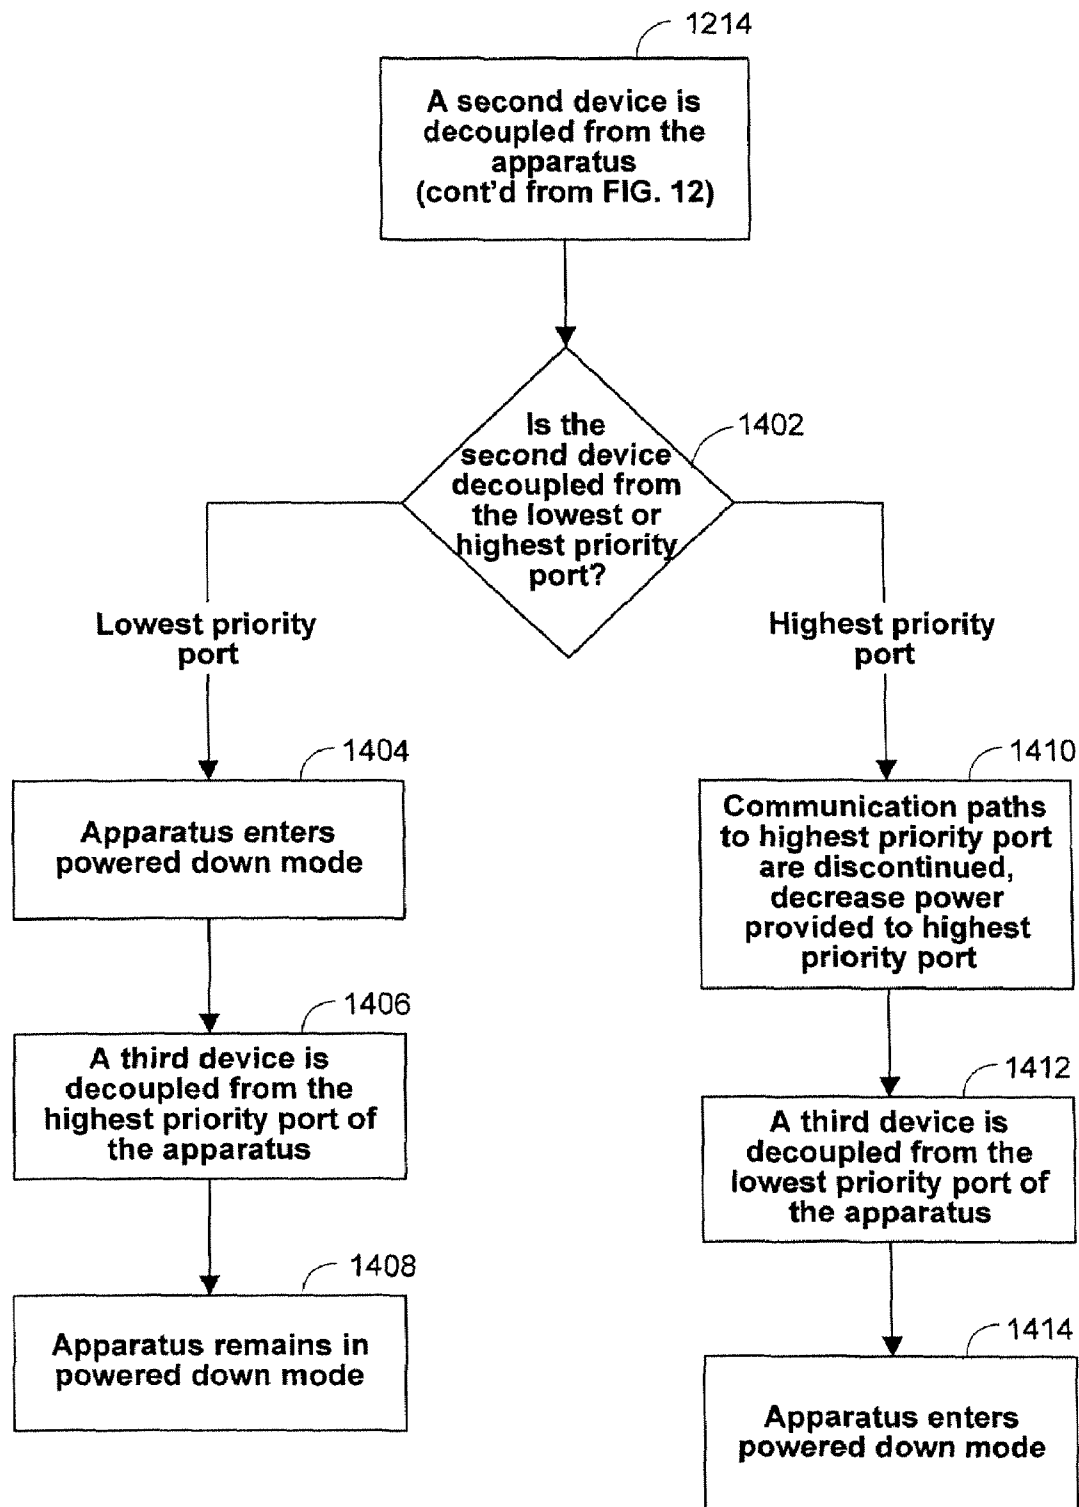 1214
A second device is
decoupled from the
apparatus
(cont'd from FIG. 12)
1402
Is the
second device
decoupled from
the lowest or
highest priority
port?
Lowest priority
port
Highest priority
port
1404
Apparatus enters
powered down mode
1406
A third device is
decoupled from the
highest priority port of
the apparatus
1408
Apparatus remains in
powered down mode
1410
Communication paths
to highest priority port
are discontinued,
decrease power
provided to highest
priority port
1412
A third device is
decoupled from the
lowest priority port of
the apparatus
1414
Apparatus enters
powered down mode